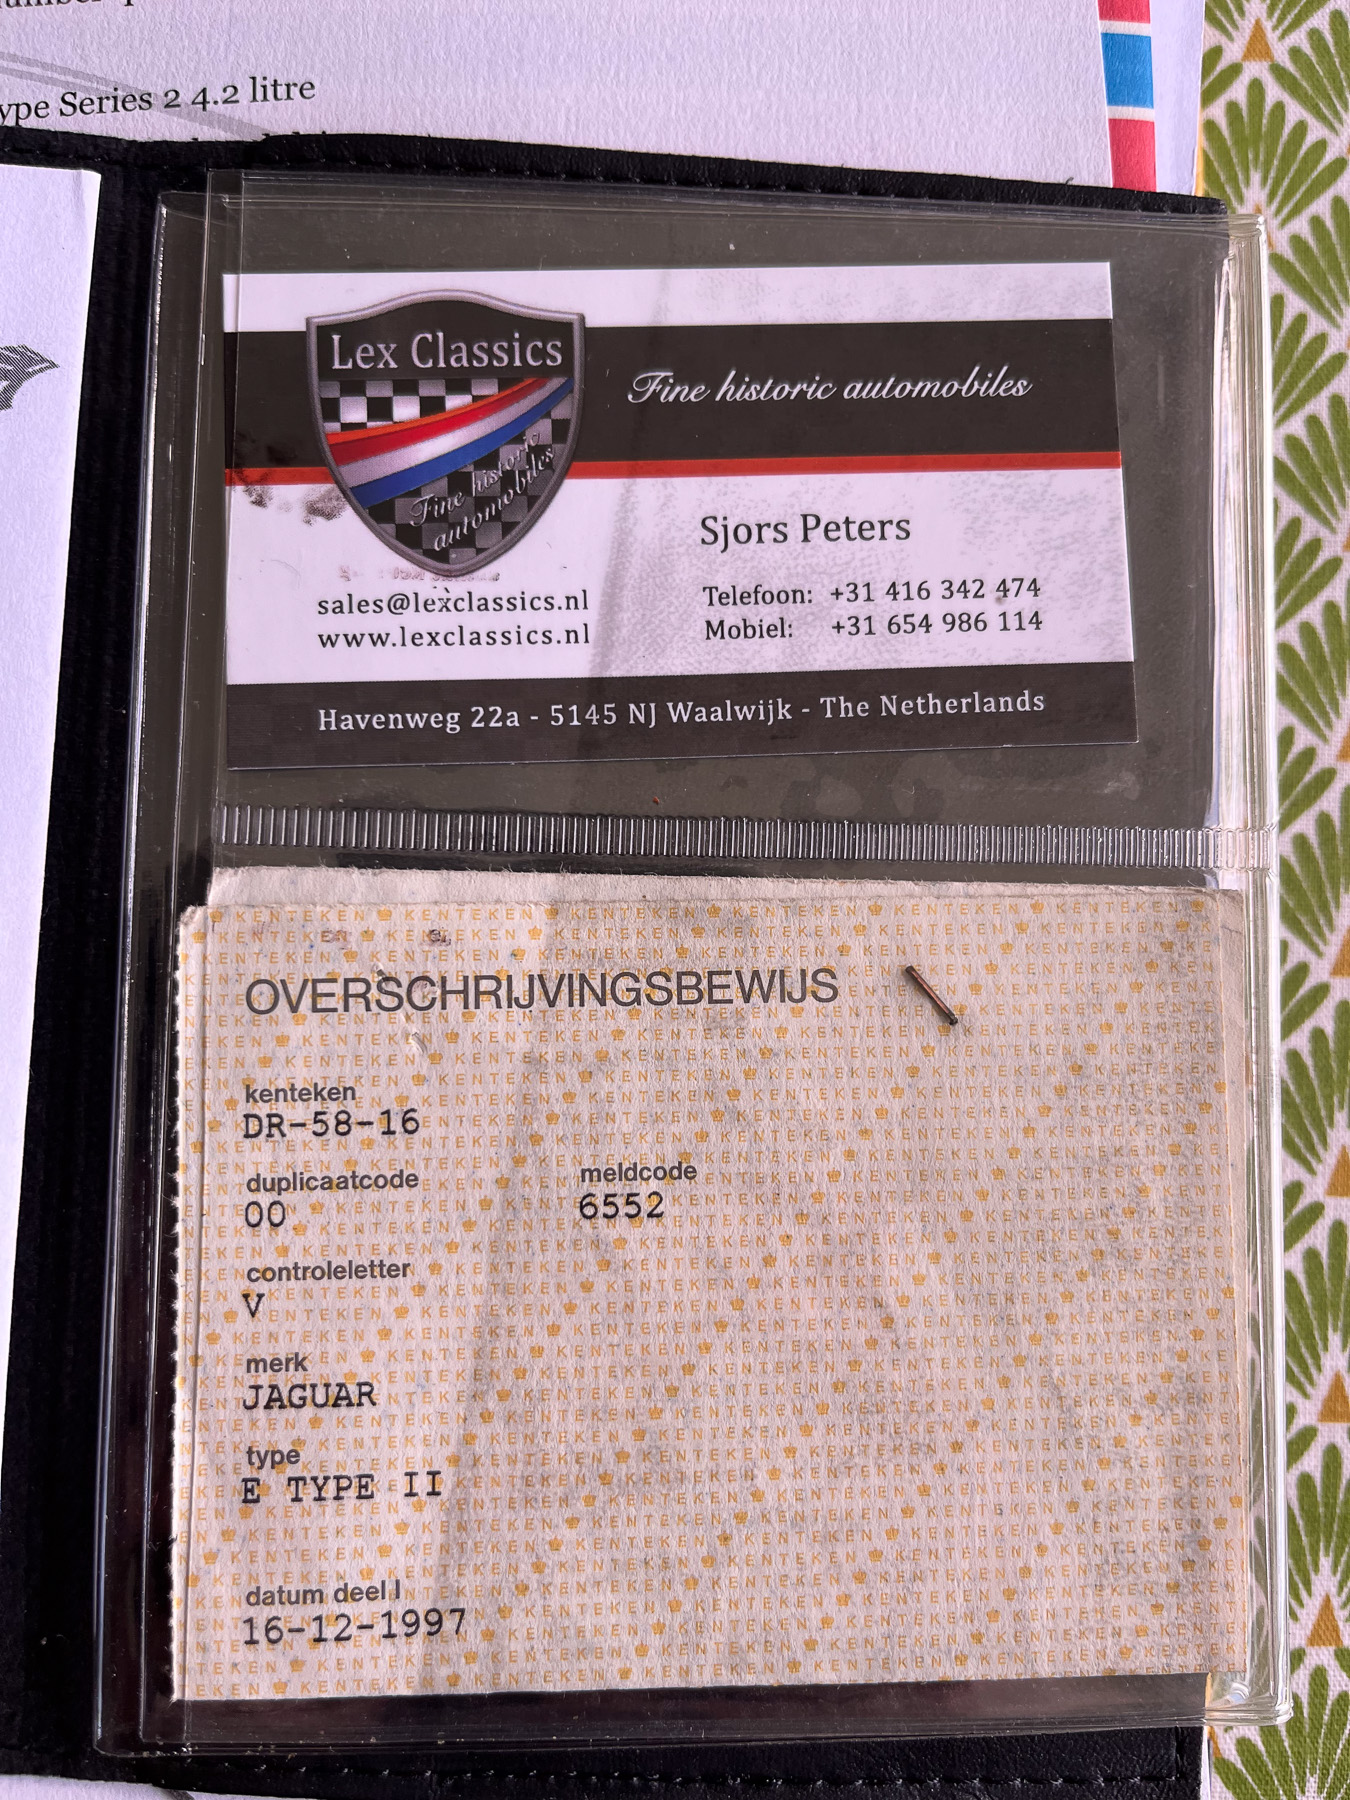 ype Series 2 4.2 litre
Lex Classics
Fine historic automobiles
Fine historic
automobiles
Sjors Peters
sales@lexclassics.nl
www.lexclassics.nl
Telefoon: +31 416 342 474
Mobiel: +31 654 986 114
Havenweg 22a - 5145 NJ Waalwijk - The Netherlands
OVERSCHRIJVINGSBEWIJS
kenteken
DR-58-16
duplicaatcode meldcode
00 6552
controleletter
V
merk
JAGUAR
type
E TYPE II
datum deel I
16-12-1997